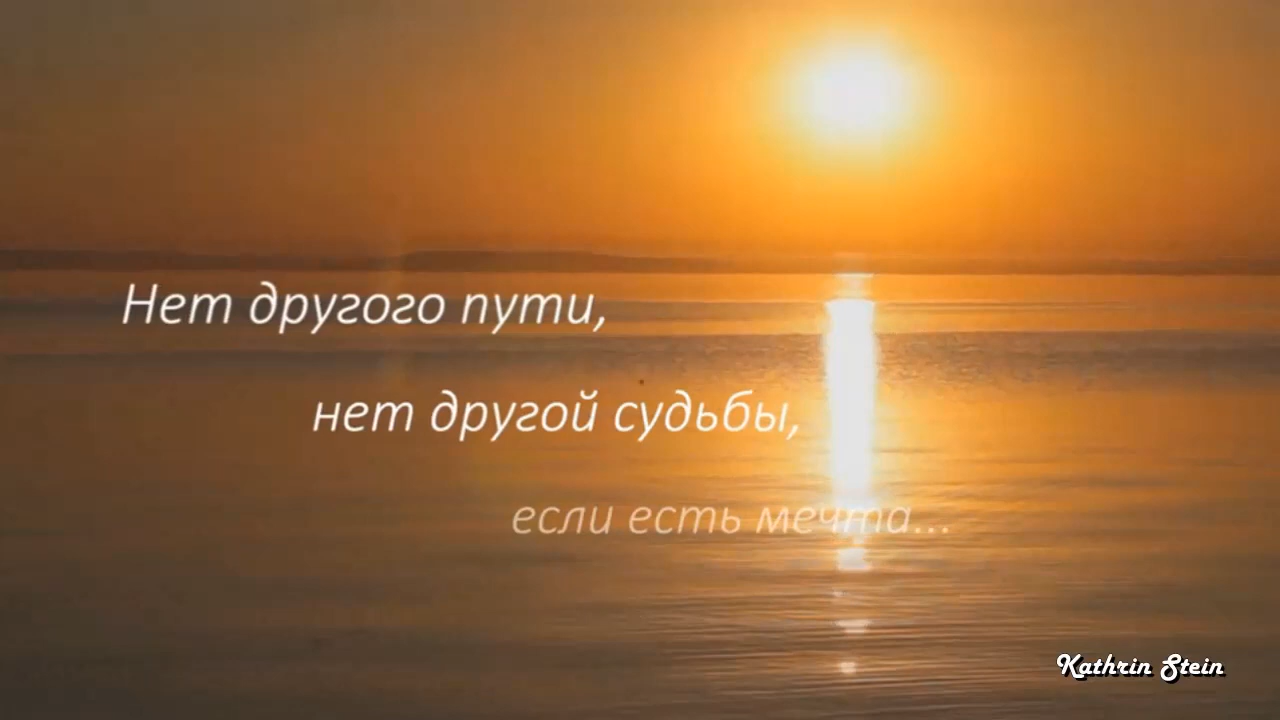 Нет другого пути,
нет другой судьбы,
если есть мечта...
Kathrin Stein